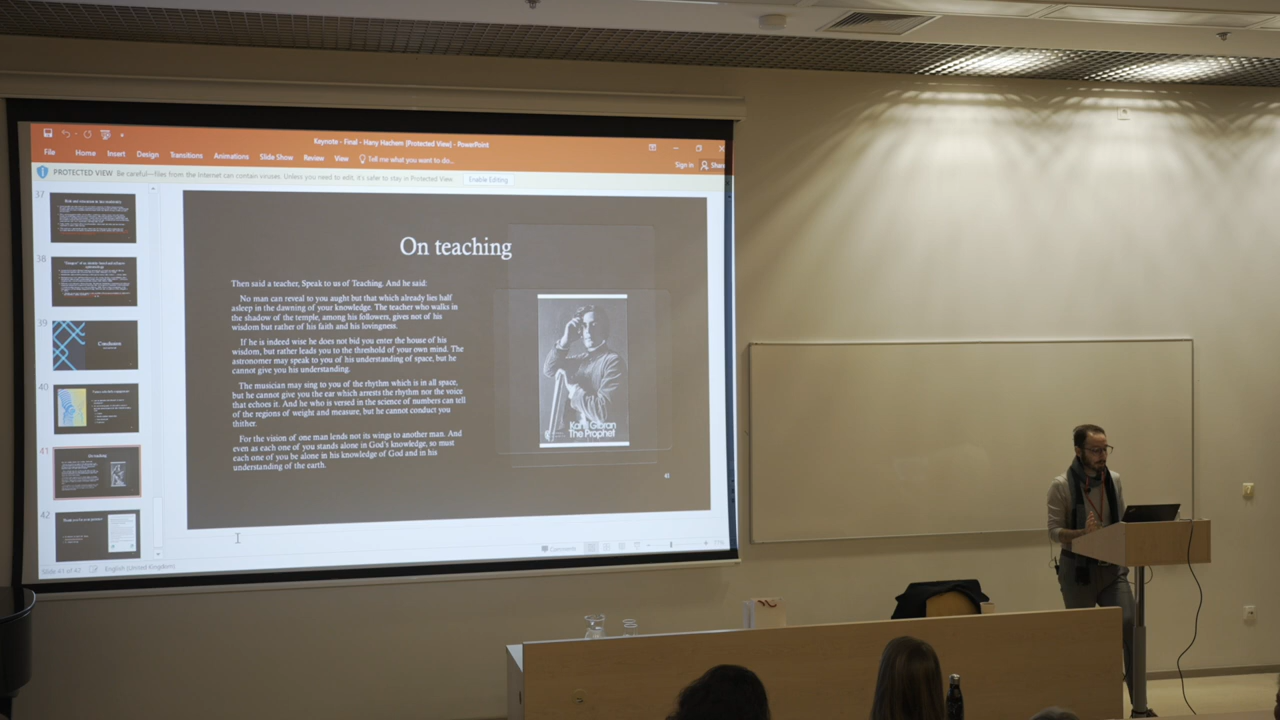 Keynote - Final - Hany Hachem [Protected View] - PowerPoint
File Home Insert Design Transitions Animations Slide Show Review View Tell me what you want to do...
Sign in Share
PROTECTED VIEW Be careful—files from the Internet can contain viruses. Unless you need to edit, it's safer to stay in Protected View. Enable Editing
37
38
39
Conclusion
40
41
On teaching
42
On teaching
Then said a teacher, Speak to us of Teaching. And he said:
No man can reveal to you aught but that which already lies half
asleep in the dawning of your knowledge. The teacher who walks in
the shadow of the temple, among his followers, gives not of his
wisdom but rather of his faith and his lovingness.
If he is indeed wise he does not bid you enter the house of his
wisdom, but rather leads you to the threshold of your own mind. The
astronomer may speak to you of his understanding of space, but he
cannot give you his understanding.
The musician may sing to you of the rhythm which is in all space,
but he cannot give you the ear which arrests the rhythm nor the voice
that echoes it. And he who is versed in the science of numbers can tell
of the regions of weight and measure, but he cannot conduct you
thither.
For the vision of one man lends not its wings to another man. And
even as each one of you stands alone in God's knowledge, so must
each one of you be alone in his knowledge of God and in his
understanding of the earth.
Kahlil Gibran
The Prophet
Slide 41 of 42 English (United Kingdom)
Comments
77%